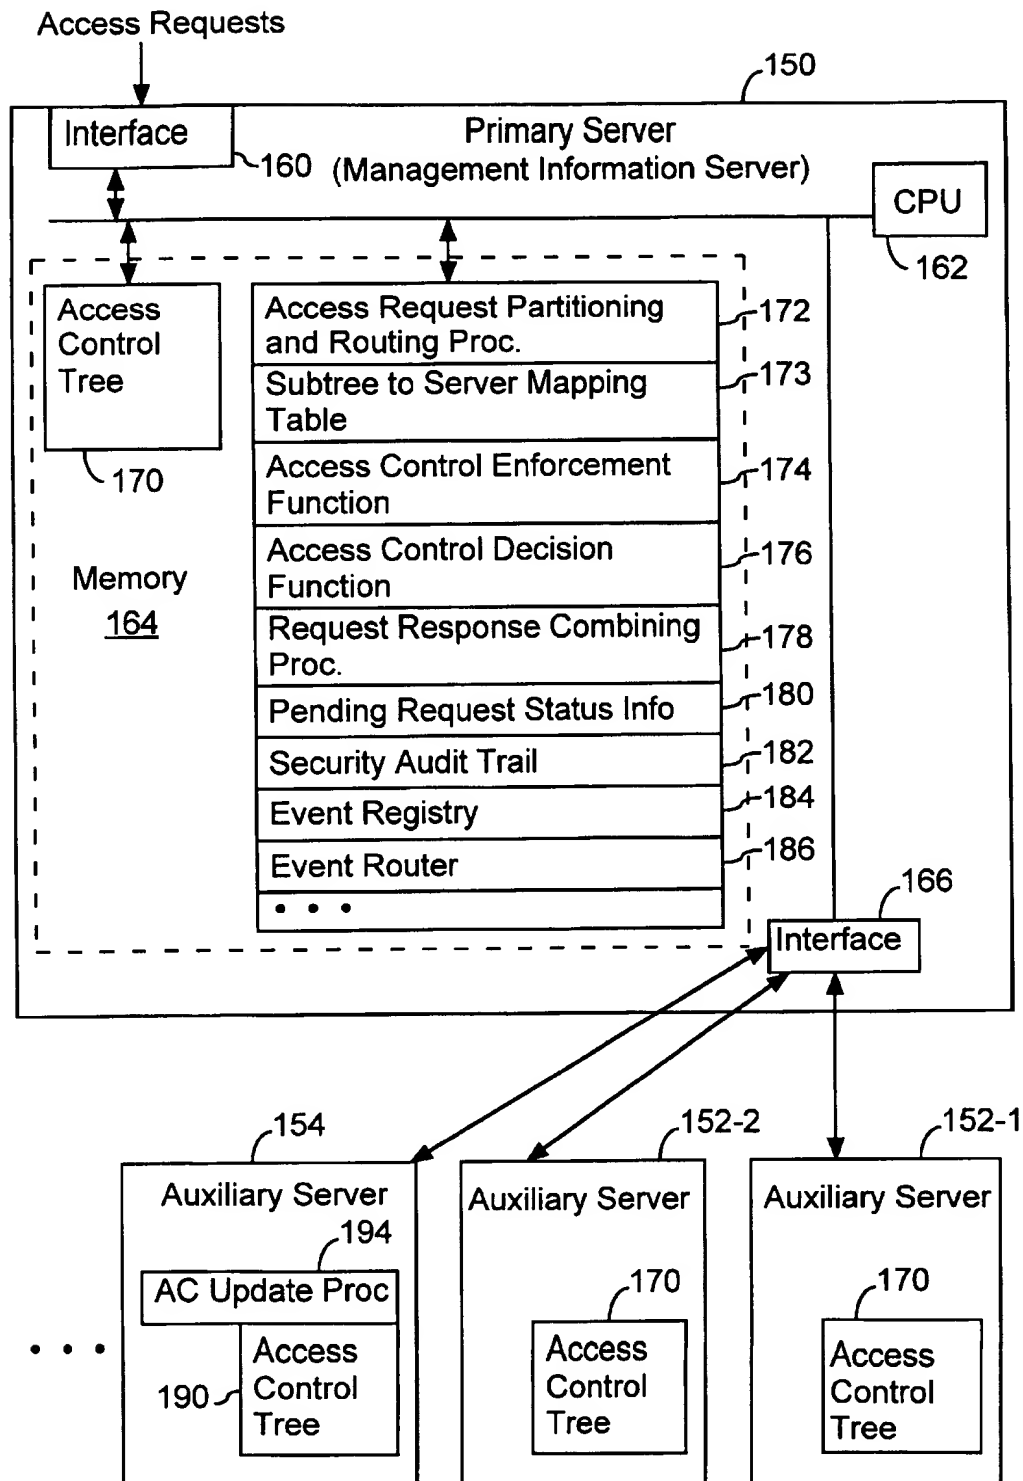 Access Requests
150
Interface
160
Primary Server
(Management Information Server)
CPU
162
Access
Control
Tree
170
Memory
164
Access Request Partitioning
and Routing Proc.
172
Subtree to Server Mapping
Table
173
Access Control Enforcement
Function
174
Access Control Decision
Function
176
Request Response Combining
Proc.
178
Pending Request Status Info
180
Security Audit Trail
182
Event Registry
184
Event Router
186
• • •
166
Interface
154
Auxiliary Server
194
AC Update Proc
190
Access
Control
Tree
• • •
152-2
Auxiliary Server
170
Access
Control
Tree
152-1
Auxiliary Server
170
Access
Control
Tree